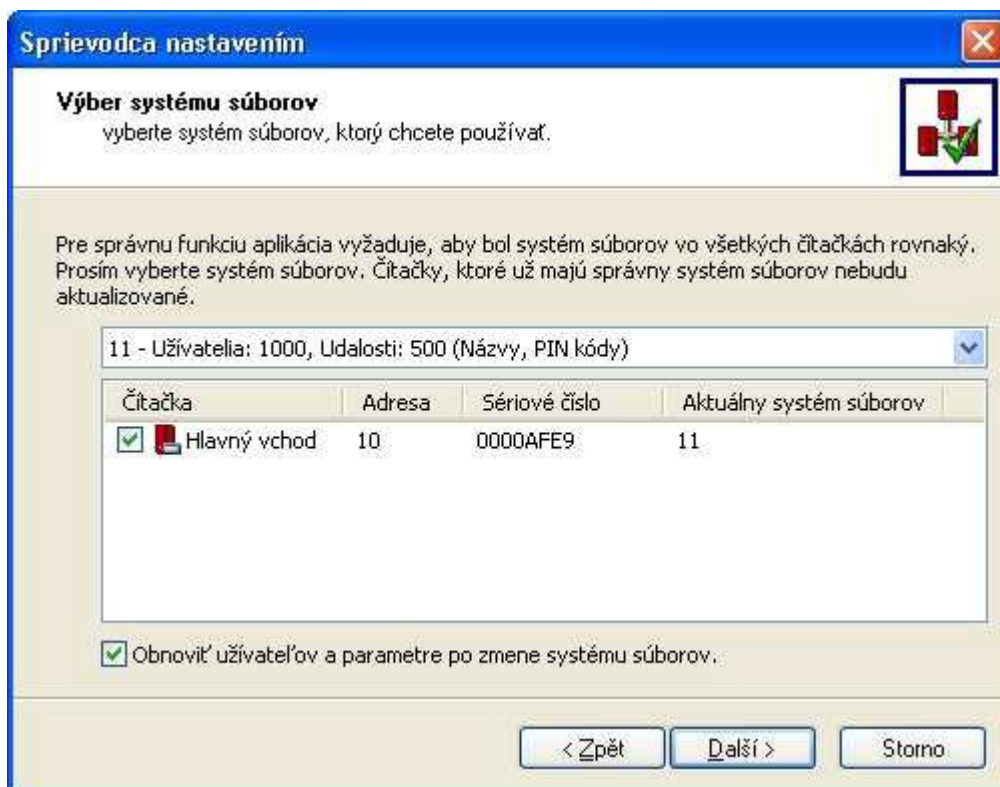 Sprievodca nastavením
Výber systému súborov
vyberte systém súborov, ktorý chcete používať.
Pre správnu funkciu aplikácia vyžaduje, aby bol systém súborov vo všetkých čítačkách rovnaký.
Prosím vyberte systém súborov. Čítačky, ktoré už majú správny systém súborov nebudu
aktualizované.
11 - Užívatelia: 1000, Udalosti: 500 (Názvy, PIN kódy)
Čítačka Adresa Sériové číslo Aktuálny systém súborov
Hlavný vchod 10 0000AFE9 11
Obnoviť užívateľov a parametre po zmene systému súborov.
< Zpět Další > Storno